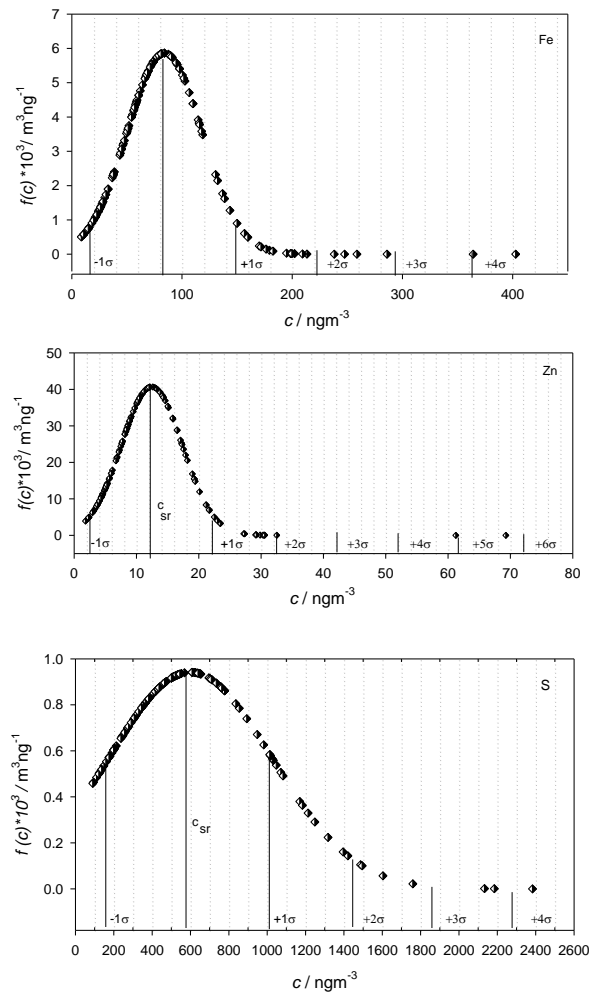 7
6
5
4
3
2
1
0
f(c) *10³/ m³ng⁻¹
Fe
-1σ +1σ +2σ +3σ +4σ
0 100 200 300 400
c / ngm⁻³
50
40
30
20
10
0
f(c)*10³/ m³ng⁻¹
Zn
c_sr
-1σ +1σ +2σ +3σ +4σ +5σ +6σ
0 10 20 30 40 50 60 70 80
c / ngm⁻³
1.0
0.8
0.6
0.4
0.2
0.0
f (c)*10³ / m³ng⁻¹
S
c_sr
-1σ +1σ +2σ +3σ +4σ
0 200 400 600 800 1000 1200 1400 1600 1800 2000 2200 2400 2600
c / ngm⁻³